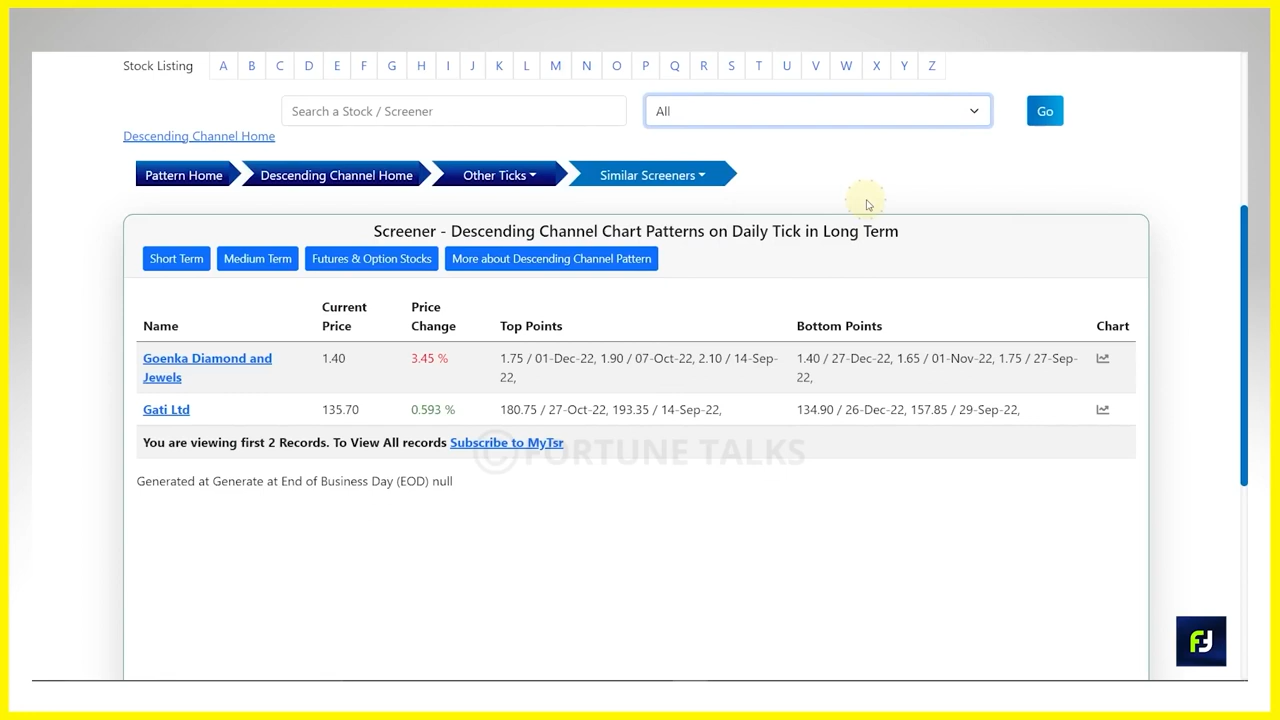 Stock Listing A B C D E F G H I J K L M N O P Q R S T U V W X Y Z
Search a Stock / Screener All Go
Descending Channel Home
Pattern Home Descending Channel Home Other Ticks Similar Screeners
Screener - Descending Channel Chart Patterns on Daily Tick in Long Term
Short Term Medium Term Futures & Option Stocks More about Descending Channel Pattern
Current Price
Name Price Change Top Points Bottom Points Chart
Goenka Diamond and 1.40 3.45 % 1.75 / 01-Dec-22, 1.90 / 07-Oct-22, 2.10 / 14-Sep- 1.40 / 27-Dec-22, 1.65 / 01-Nov-22, 1.75 / 27-Sep-
Jewels 22, 22,
Gati Ltd 135.70 0.593 % 180.75 / 27-Oct-22, 193.35 / 14-Sep-22, 134.90 / 26-Dec-22, 157.85 / 29-Sep-22,
You are viewing first 2 Records. To View All records Subscribe to MyTsr
© FORTUNE TALKS
Generated at Generate at End of Business Day (EOD) null